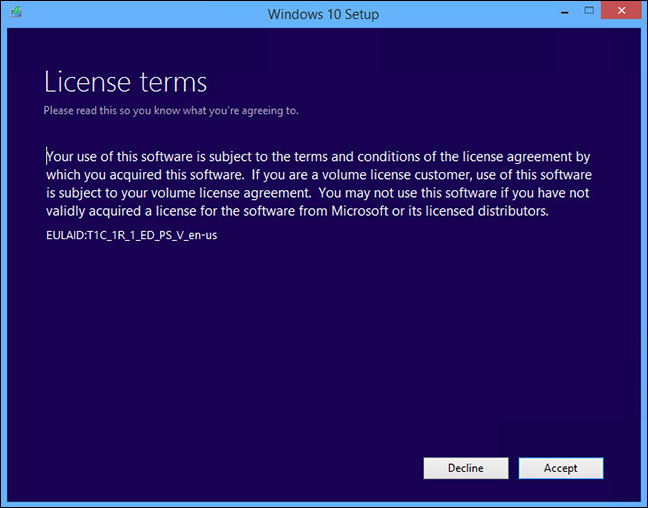 Windows 10 Setup
License terms
Please read this so you know what you're agreeing to.
Your use of this software is subject to the terms and conditions of the license agreement by
which you acquired this software.  If you are a volume license customer, use of this software
is subject to your volume license agreement.  You may not use this software if you have not
validly acquired a license for the software from Microsoft or its licensed distributors.
EULAID:T1C_1R_1_ED_PS_V_en-us
Decline
Accept